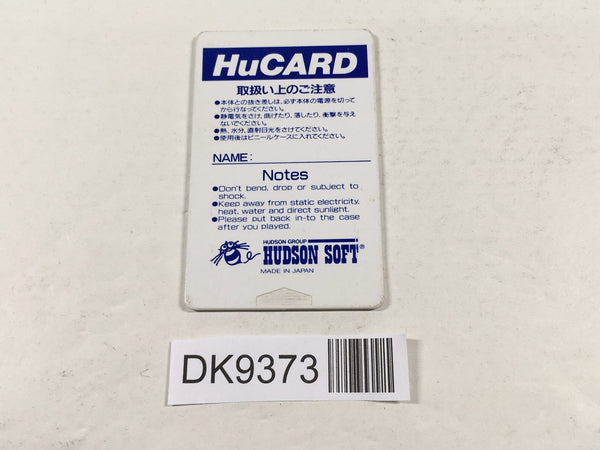 HuCARD
取扱い上のご注意
●本体との抜き差しは、必ず本体の電源を切って
から行なってください。
●静電気をさけ、曲げたり、落したり、衝撃を与え
ないでください。
●熱、水分、直射日光をさけてください。
●使用後はビニールケースに入れてください。
NAME:
Notes
●Don't bend, drop or subject to
shock.
●Keep away from static electricity,
heat, water and direct sunlight.
●Please put back in-to the case
after you played.
HUDSON GROUP
HUDSON SOFT®
MADE IN JAPAN
DK9373